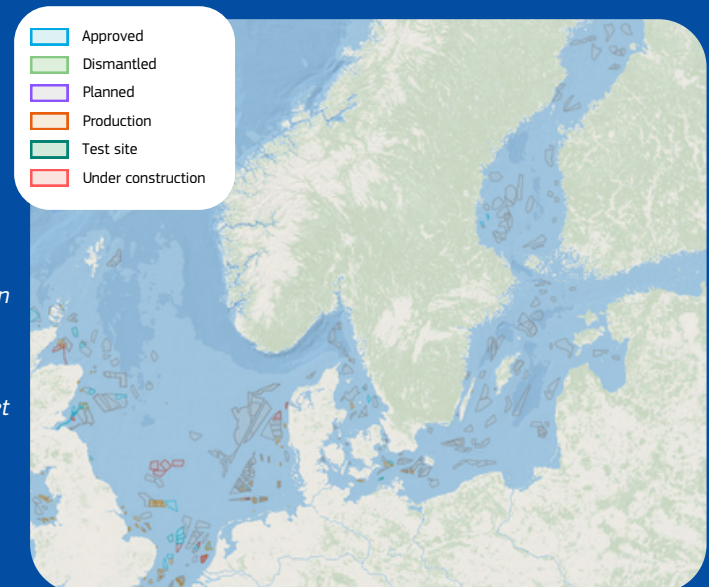 Approved
Dismantled
Planned
Production
Test site
Under construction